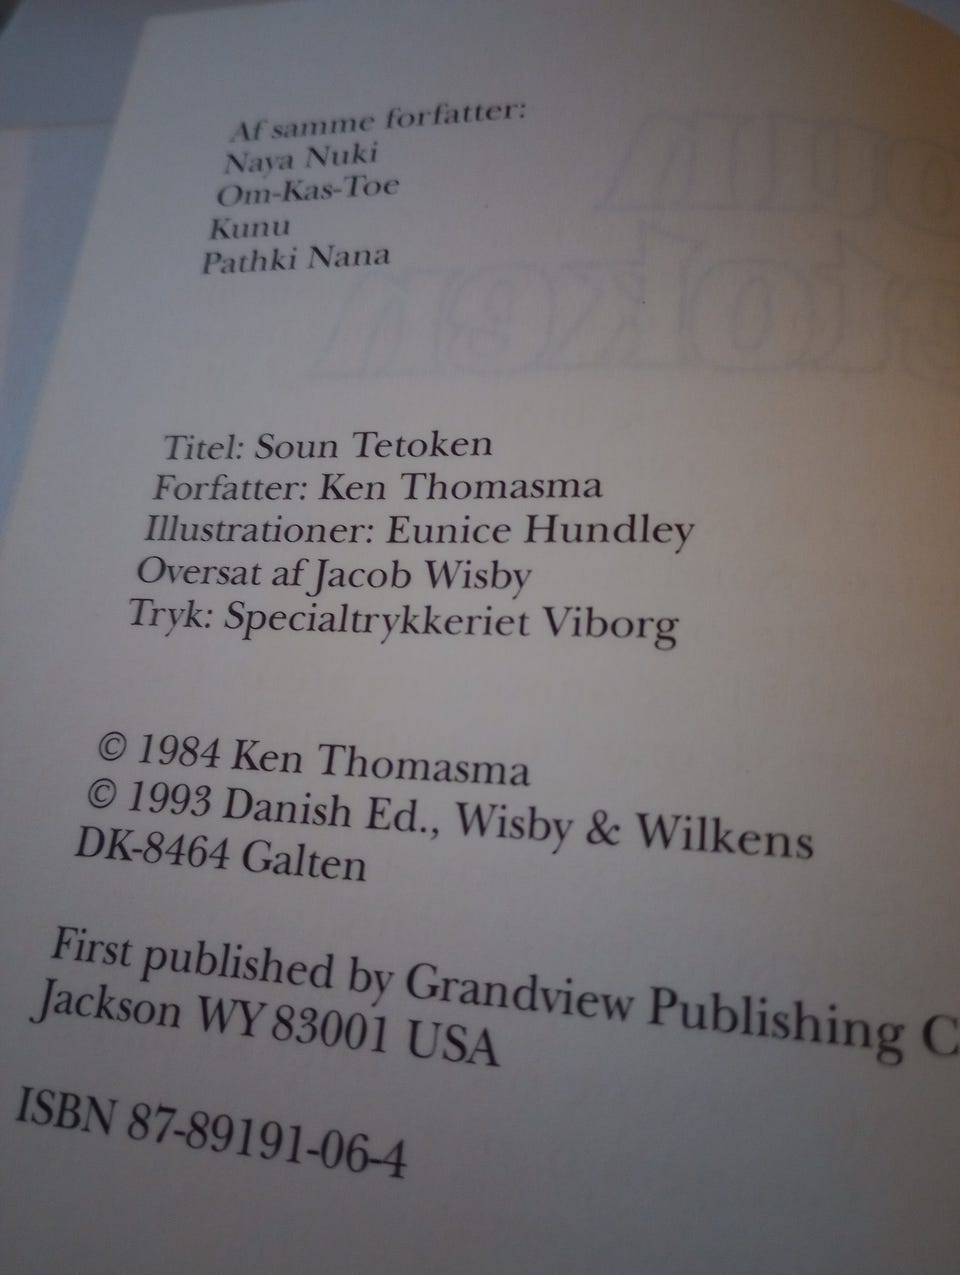 Af samme forfatter:
Naya Nuki
Om-Kas-Toe
Kunu
Pathki Nana
Titel: Soun Tetoken
Forfatter: Ken Thomasma
Illustrationer: Eunice Hundley
Oversat af Jacob Wisby
Tryk: Specialtrykkeriet Viborg
© 1984 Ken Thomasma
© 1993 Danish Ed., Wisby & Wilkens
DK-8464 Galten
First published by Grandview Publishing C
Jackson WY 83001 USA
ISBN 87-89191-06-4